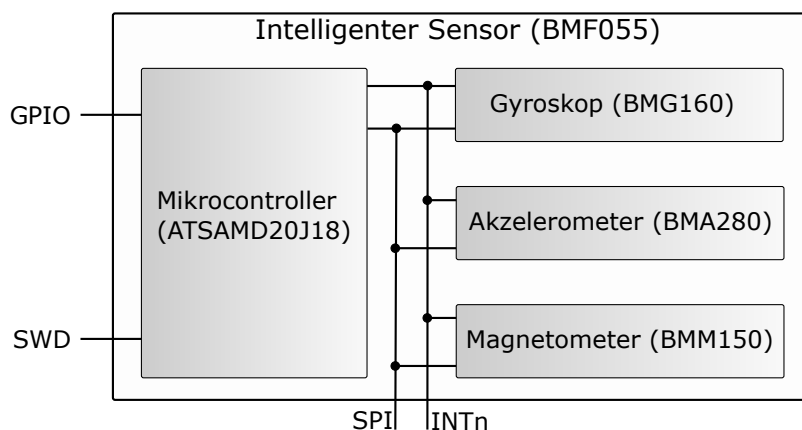 Intelligenter Sensor (BMF055)
GPIO
Gyroskop (BMG160)
Mikrocontroller
(ATSAMD20J18)
Akzelerometer (BMA280)
SWD
Magnetometer (BMM150)
SPI
INTn